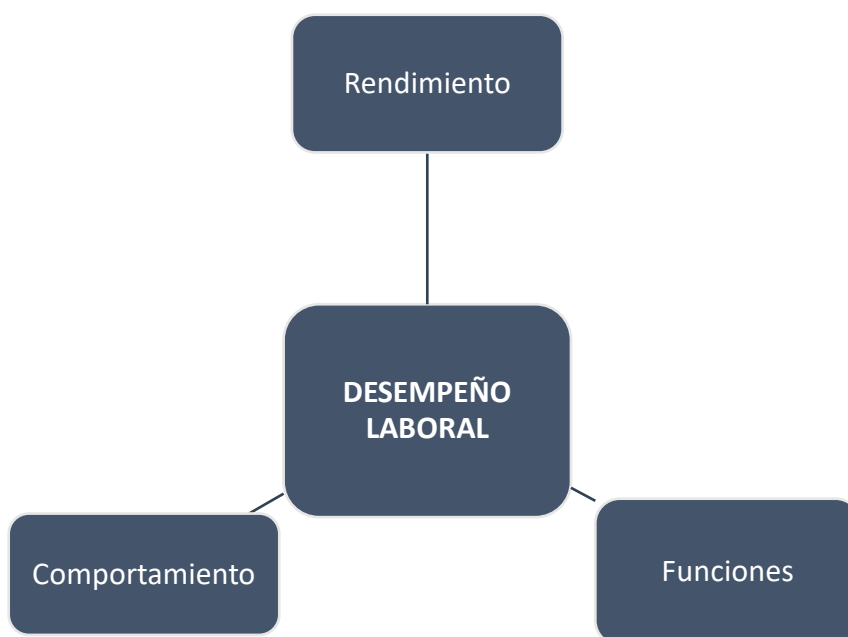 Rendimiento
DESEMPEÑO
LABORAL
Comportamiento
Funciones